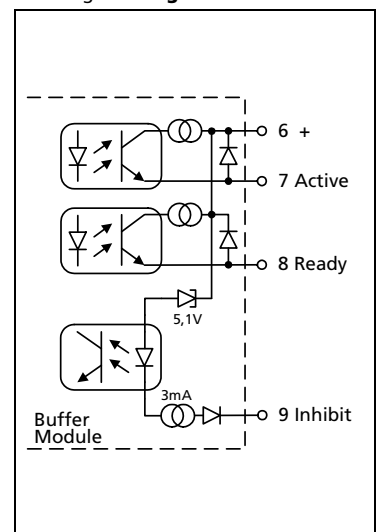 6 +
7 Active
8 Ready
5,1V
3mA
9 Inhibit
Buffer
Module